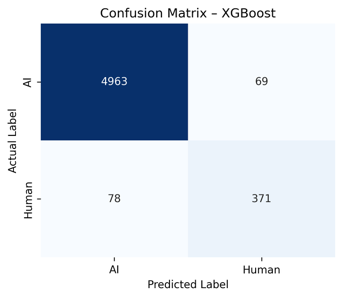 Confusion Matrix – XGBoost
Actual Label
AI
4963
69
Human
78
371
AI
Human
Predicted Label